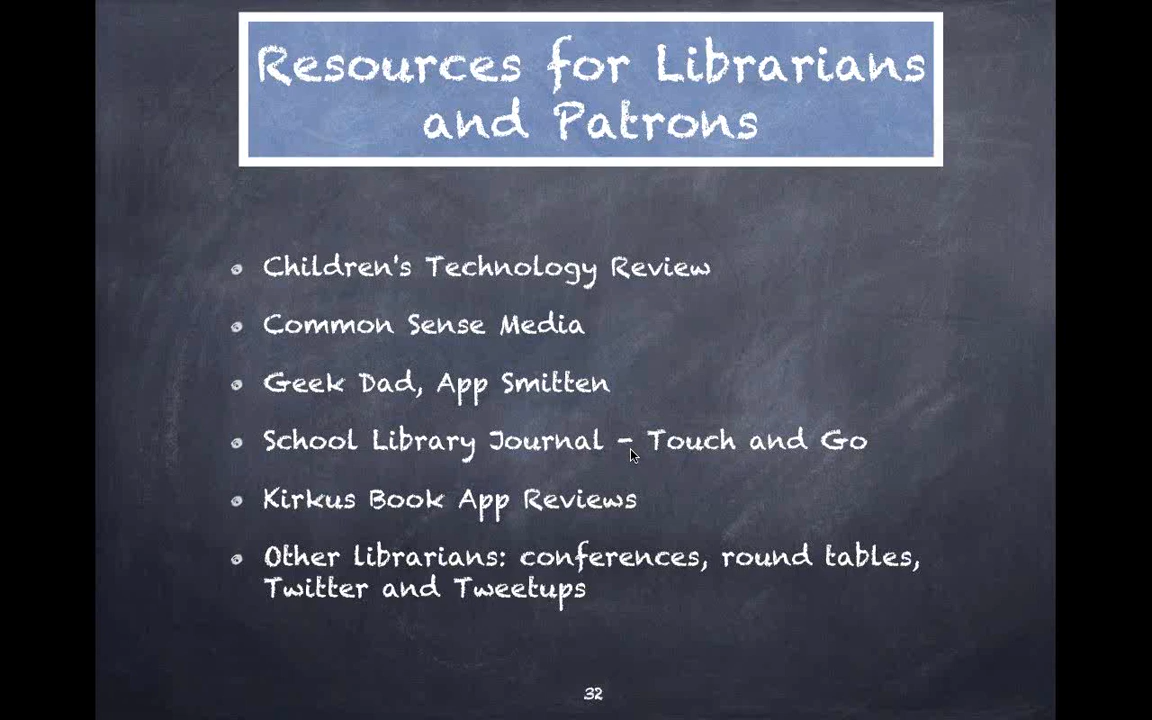 Resources for Librarians
and Patrons
Children's Technology Review
Common Sense Media
Geek Dad, App Smitten
School Library Journal - Touch and Go
Kirkus Book App Reviews
Other librarians: conferences, round tables,
Twitter and Tweetups
32